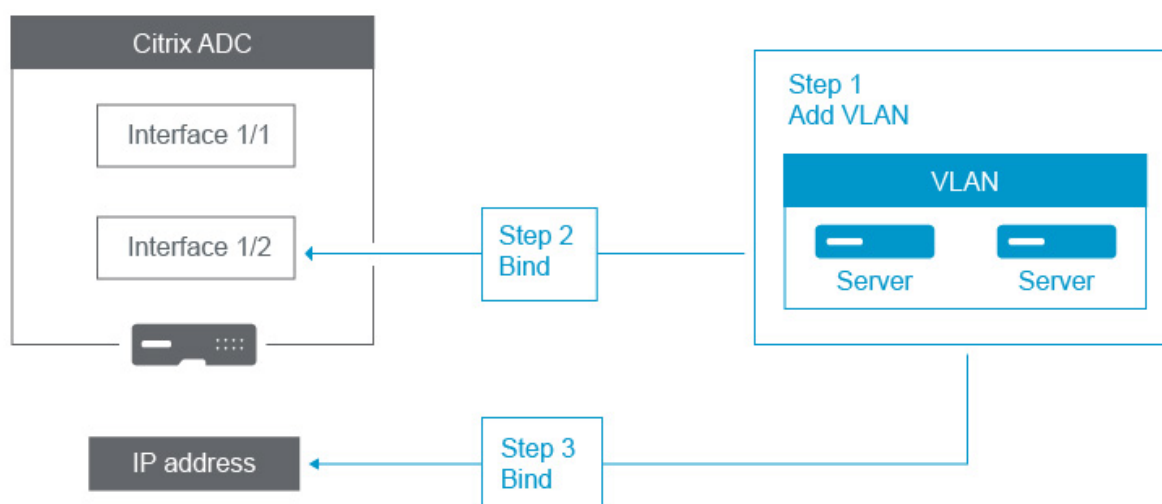 Citrix ADC
Interface 1/1
Interface 1/2
Step 1
Add VLAN
VLAN
Server
Server
Step 2
Bind
IP address
Step 3
Bind